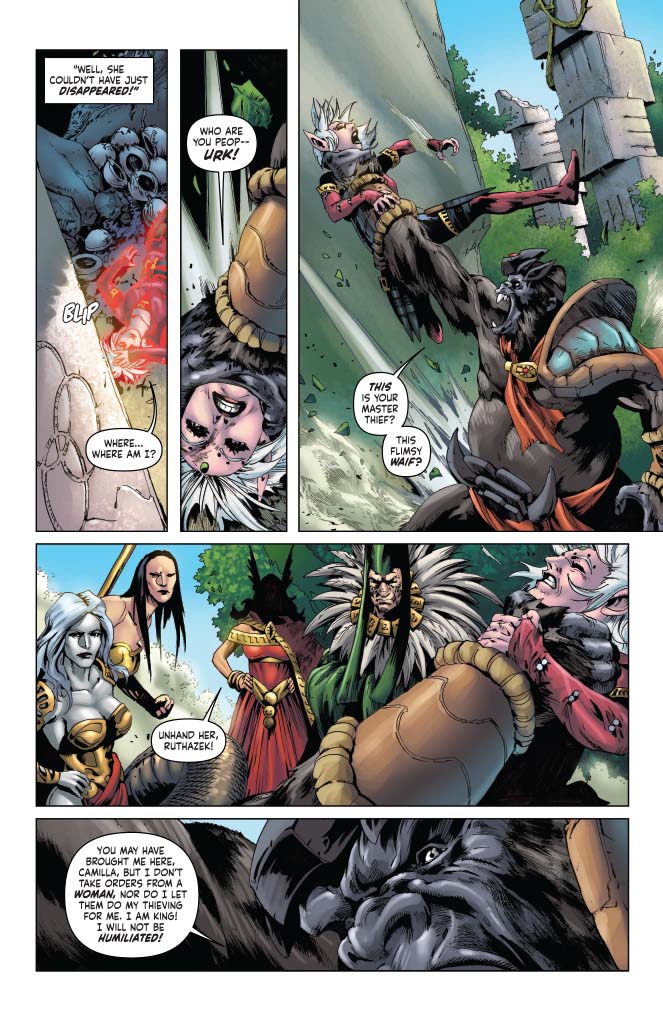 "WELL, SHE
COULDN'T HAVE JUST
DISAPPEARED!"
BLIP
WHERE...
WHERE AM I?
WHO ARE
YOU PEOP--
URK!
THIS
IS YOUR
MASTER
THIEF?
THIS
FLIMSY
WAIF?
UNHAND HER,
RUTHAZEK!
YOU MAY HAVE
BROUGHT ME HERE,
CAMILLA, BUT I DON'T
TAKE ORDERS FROM A
WOMAN, NOR DO I LET
THEM DO MY THIEVING
FOR ME. I AM KING!
I WILL NOT BE
HUMILIATED!